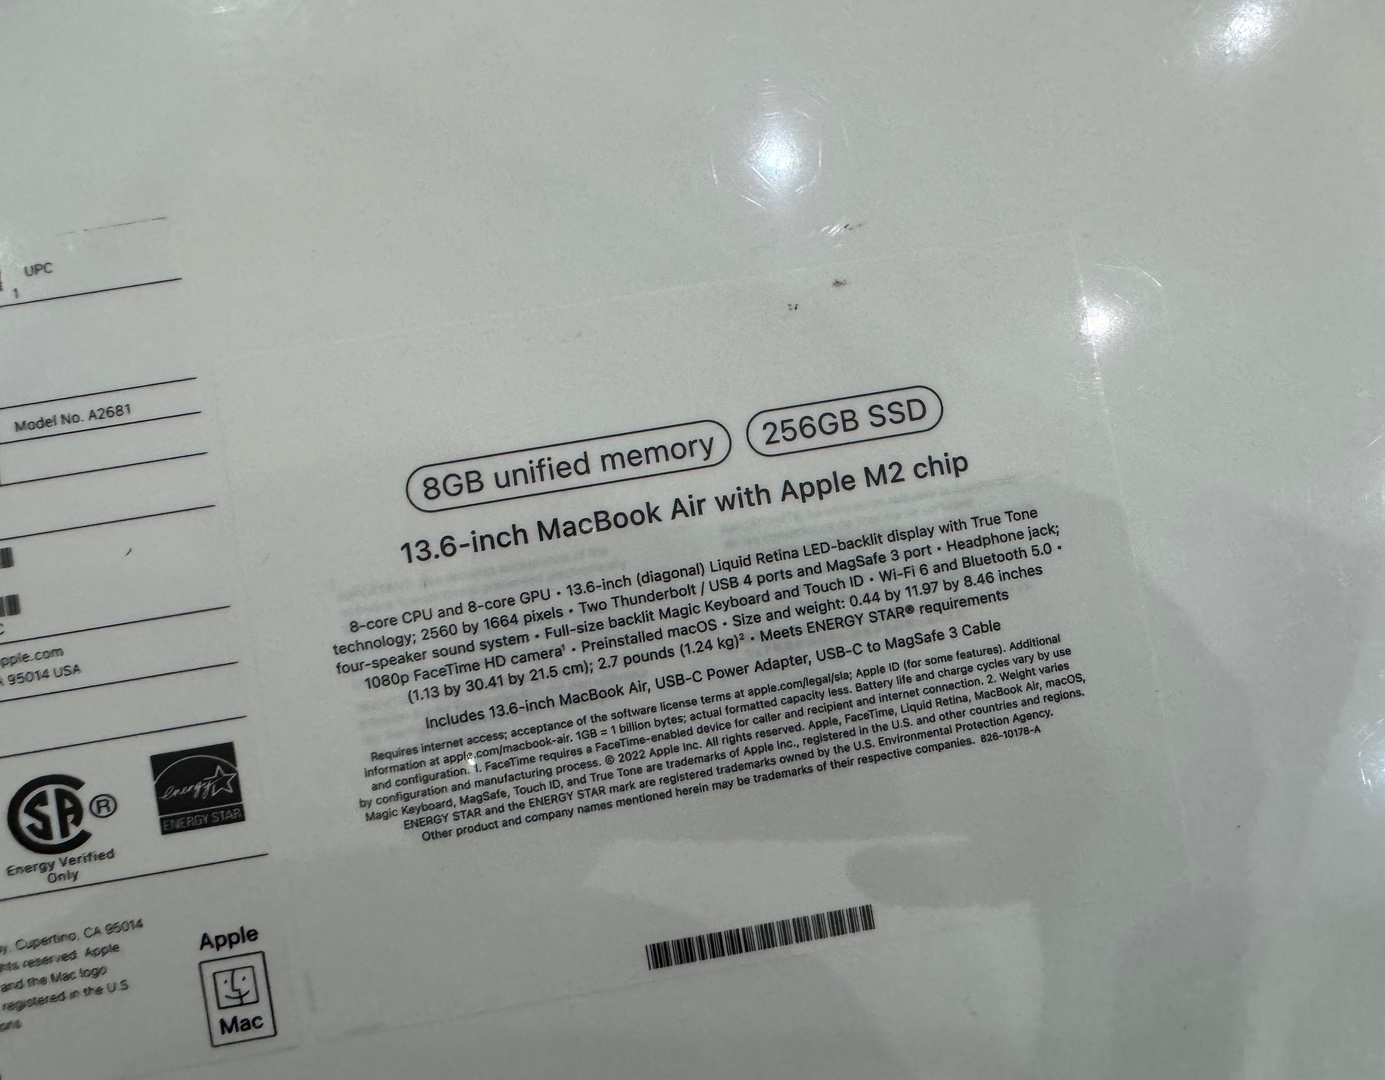 UPC
1
Model No. A2681
pple.com
95014 USA
SA ®
Energy Verified
Only
energy
ENERGY STAR
Cupertino, CA 95014
reserved. Apple
and the Mac logo
registered in the U.S
Apple
Mac
8GB unified memory 256GB SSD
13.6-inch MacBook Air with Apple M2 chip
8-core CPU and 8-core GPU • 13.6-inch (diagonal) Liquid Retina LED-backlit display with True Tone
technology; 2560 by 1664 pixels • Two Thunderbolt / USB 4 ports and MagSafe 3 port • Headphone jack;
four-speaker sound system • Full-size backlit Magic Keyboard and Touch ID • Wi-Fi 6 and Bluetooth 5.0 •
1080p FaceTime HD camera¹ • Preinstalled macOS • Size and weight: 0.44 by 11.97 by 8.46 inches
(1.13 by 30.41 by 21.5 cm); 2.7 pounds (1.24 kg)² • Meets ENERGY STAR® requirements
Includes 13.6-inch MacBook Air, USB-C Power Adapter, USB-C to MagSafe 3 Cable
Requires internet access; acceptance of the software license terms at apple.com/legal/sla; Apple ID (for some features). Additional
information at apple.com/macbook-air. 1GB = 1 billion bytes; actual formatted capacity less. Battery life and charge cycles vary by use
and configuration. 1. FaceTime requires a FaceTime-enabled device for caller and recipient and internet connection. 2. Weight varies
by configuration and manufacturing process. © 2022 Apple Inc. All rights reserved. Apple, FaceTime, Liquid Retina, MacBook Air, macOS,
Magic Keyboard, MagSafe, Touch ID, and True Tone are trademarks of Apple Inc., registered in the U.S. and other countries and regions.
ENERGY STAR and the ENERGY STAR mark are registered trademarks owned by the U.S. Environmental Protection Agency.
Other product and company names mentioned herein may be trademarks of their respective companies. 826-10178-A